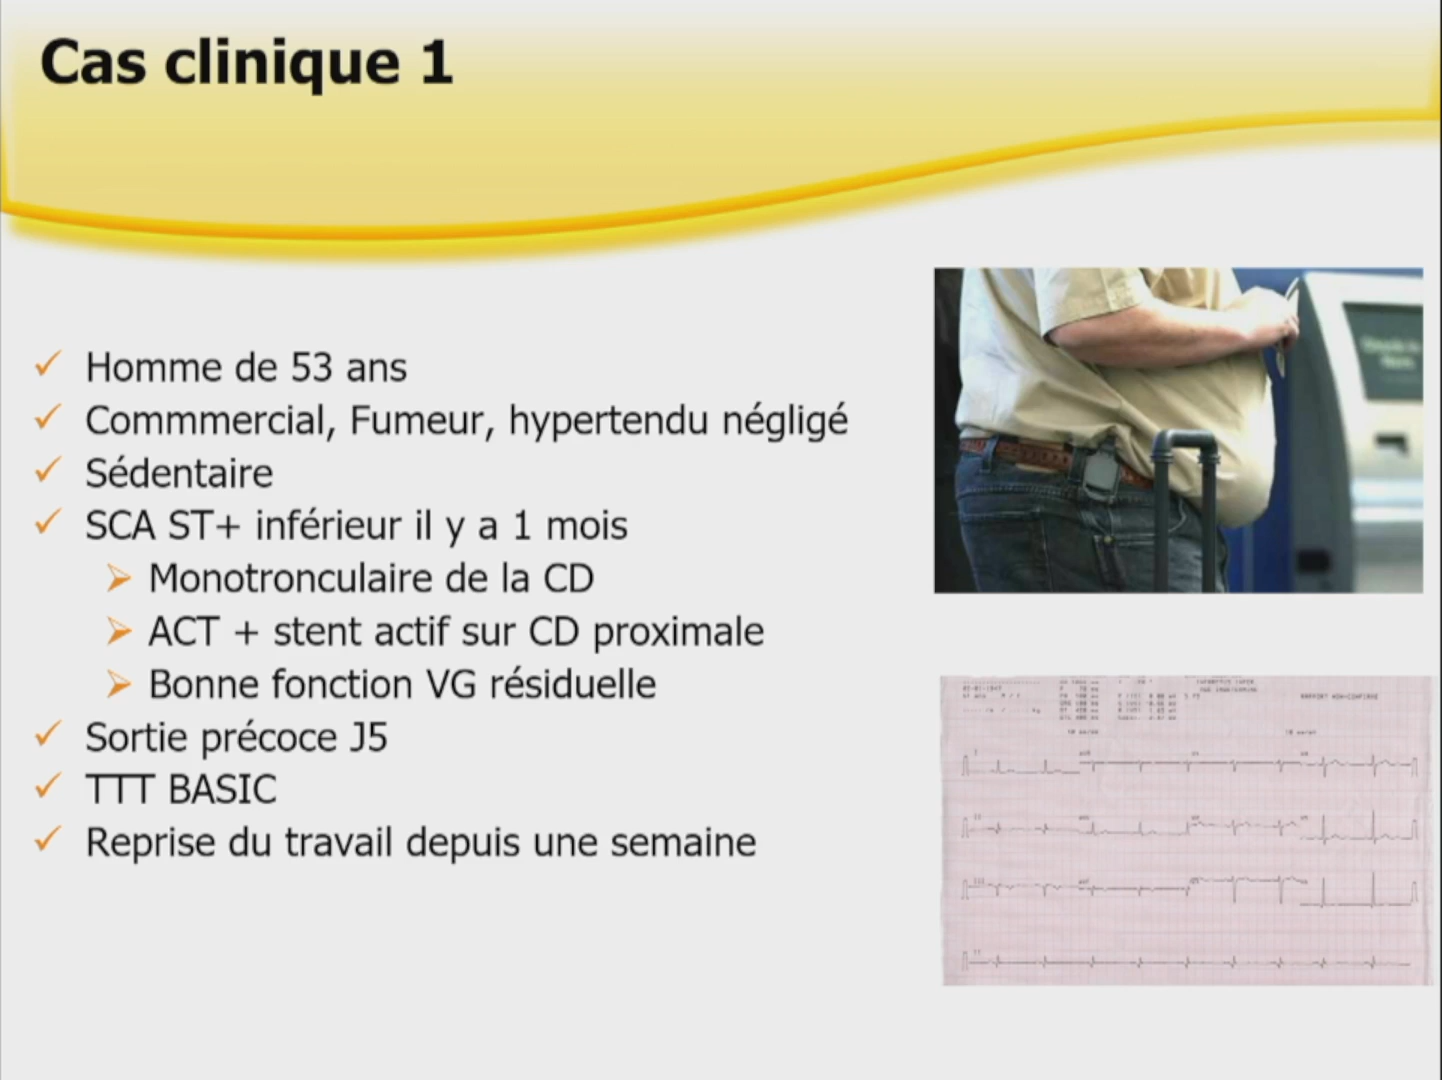 Cas clinique 1
Homme de 53 ans
Commmercial, Fumeur, hypertendu négligé
Sédentaire
SCA ST+ inférieur il y a 1 mois
Monotronculaire de la CD
ACT + stent actif sur CD proximale
Bonne fonction VG résiduelle
Sortie précoce J5
TTT BASIC
Reprise du travail depuis une semaine